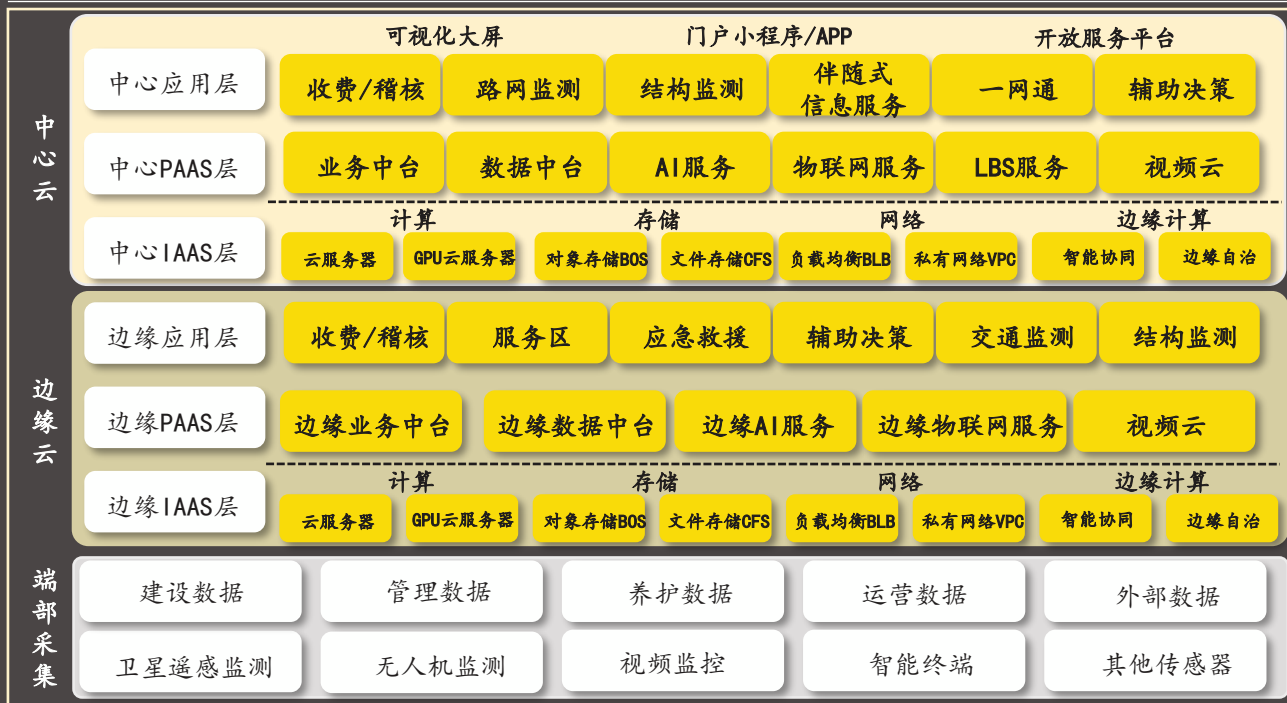 中心云
可视化大屏
门户小程序/APP
开放服务平台
中心应用层
收费/稽核
路网监测
结构监测
伴随式
信息服务
一网通
辅助决策
中心PAAS层
业务中台
数据中台
AI服务
物联网服务
LBS服务
视频云
中心IAAS层
计算
存储
网络
边缘计算
云服务器
GPU云服务器
对象存储BOS
文件存储CFS
负载均衡BLB
私有网络VPC
智能协同
边缘自治
边缘云
边缘应用层
收费/稽核
服务区
应急救援
辅助决策
交通监测
结构监测
边缘PAAS层
边缘业务中台
边缘数据中台
边缘AI服务
边缘物联网服务
视频云
边缘IAAS层
计算
存储
网络
边缘计算
云服务器
GPU云服务器
对象存储BOS
文件存储CFS
负载均衡BLB
私有网络VPC
智能协同
边缘自治
端部采集
建设数据
管理数据
养护数据
运营数据
外部数据
卫星遥感监测
无人机监测
视频监控
智能终端
其他传感器